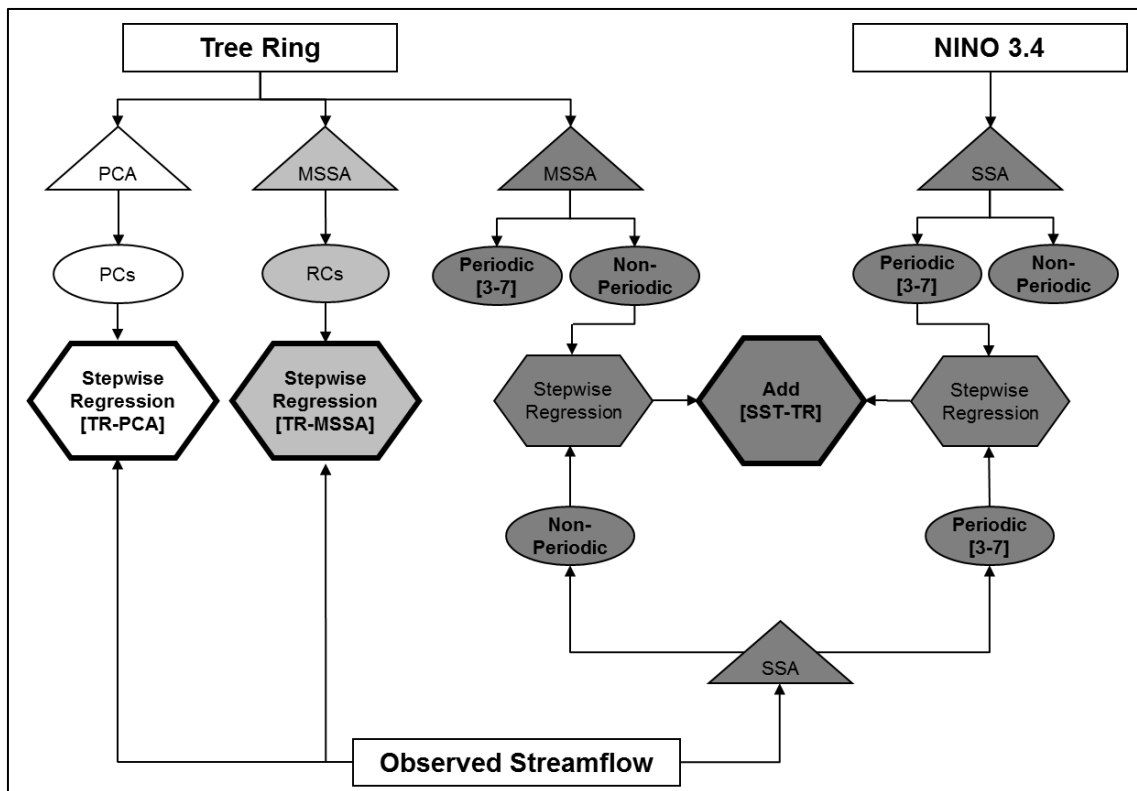 Tree Ring
NINO 3.4
PCA
MSSA
MSSA
SSA
PCs
RCs
Periodic
[3-7]
Non-
Periodic
Periodic
[3-7]
Non-
Periodic
Stepwise
Regression
[TR-PCA]
Stepwise
Regression
[TR-MSSA]
Stepwise
Regression
Add
[SST-TR]
Stepwise
Regression
Non-
Periodic
Periodic
[3-7]
SSA
Observed Streamflow